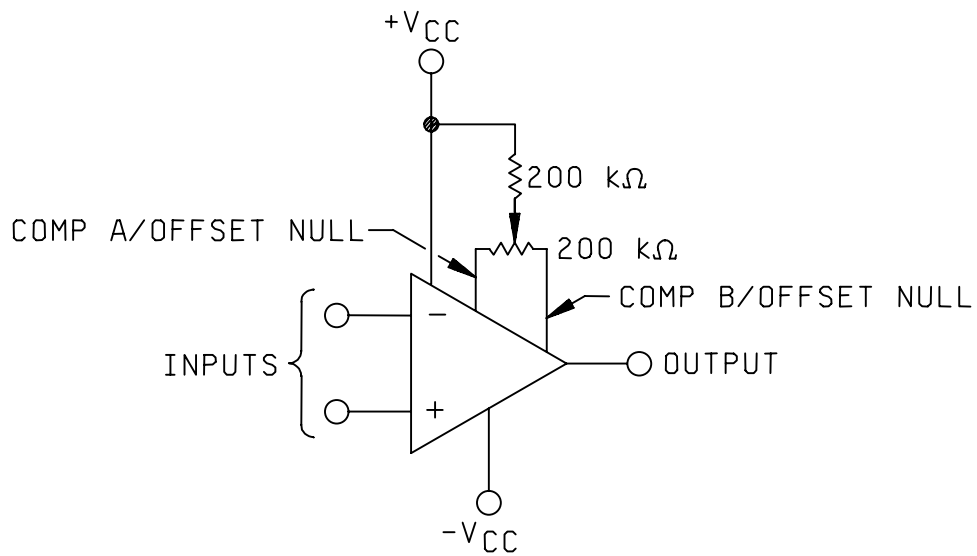 +VCC
200 kΩ
COMP A/OFFSET NULL
200 kΩ
COMP B/OFFSET NULL
−
INPUTS
OUTPUT
+
−VCC